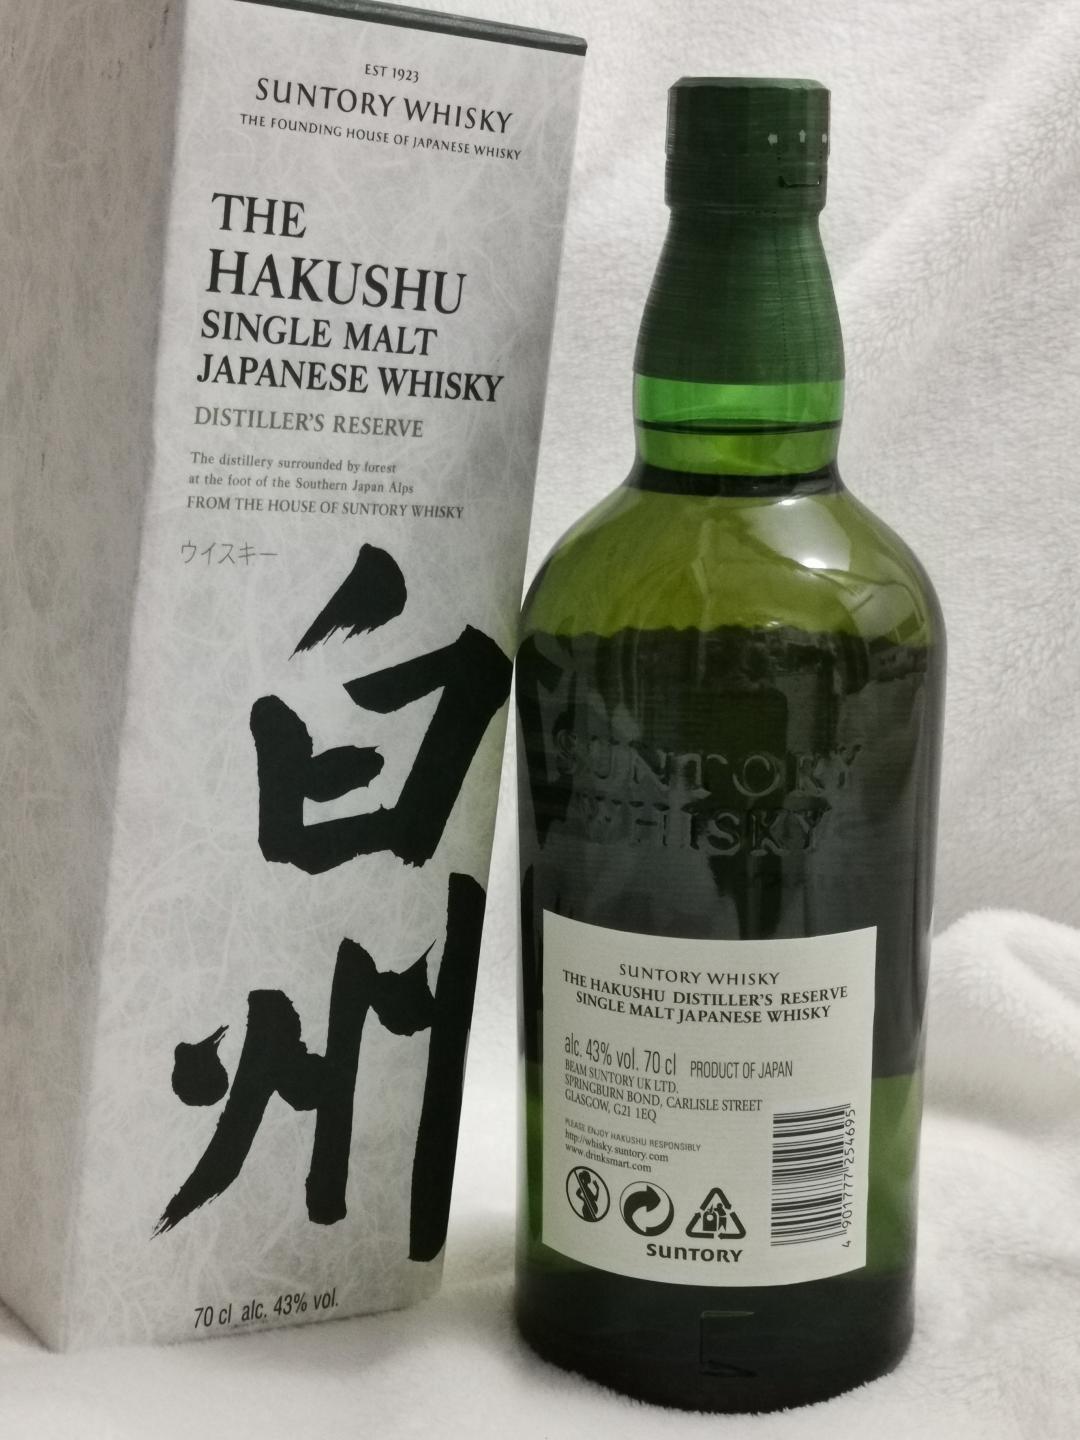 EST 1923
SUNTORY WHISKY
THE FOUNDING HOUSE OF JAPANESE WHISKY
THE
HAKUSHU
SINGLE MALT
JAPANESE WHISKY
DISTILLER'S RESERVE
The distillery surrounded by forest
at the foot of the Southern Japan Alps
FROM THE HOUSE OF SUNTORY WHISKY
ウイスキー
白州
70 cl alc. 43% vol.
SUNTORY
WHISKY
SUNTORY WHISKY
THE HAKUSHU DISTILLER'S RESERVE
SINGLE MALT JAPANESE WHISKY
alc. 43% vol. 70 cl PRODUCT OF JAPAN
BEAM SUNTORY UK LTD.
SPRINGBURN BOND, CARLISLE STREET
GLASGOW, G21 1EQ
PLEASE ENJOY HAKUSHU RESPONSIBLY
http://whisky.suntory.com
www.drinksmart.com
SUNTORY
4 901777 254695